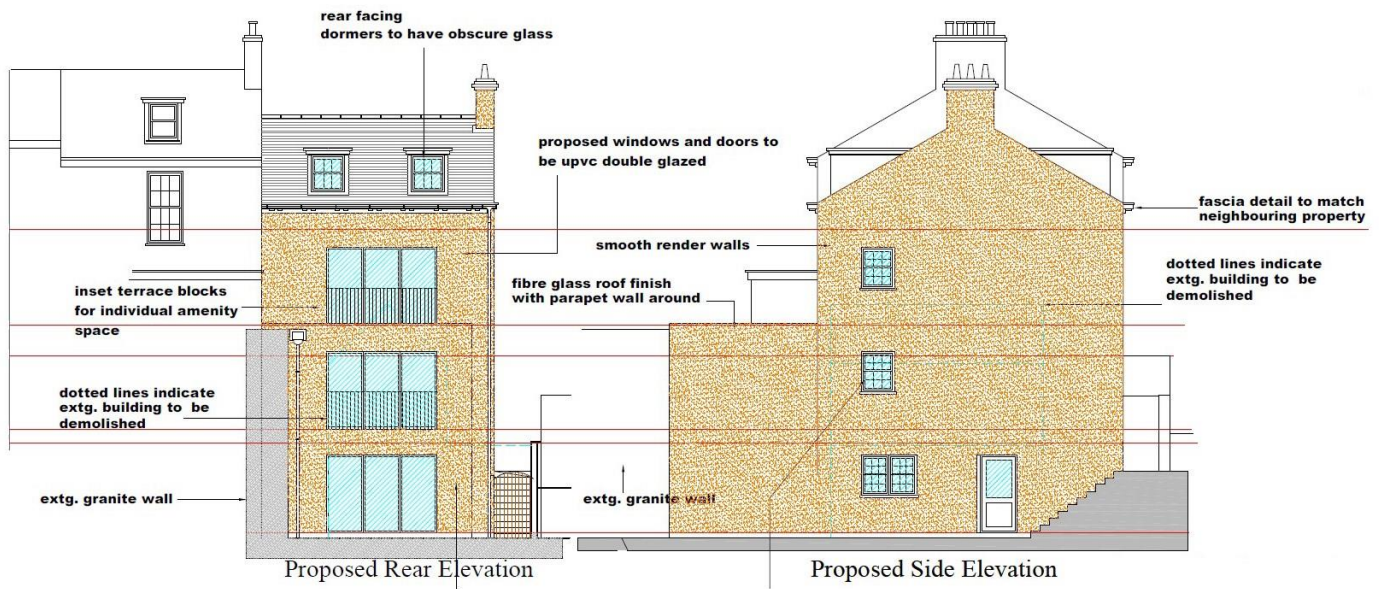 rear facing
dormers to have obscure glass
proposed windows and doors to
be upvc double glazed
inset terrace blocks
for individual amenity
space
dotted lines indicate
extg. building to be
demolished
extg. granite wall
Proposed Rear Elevation
smooth render walls
fibre glass roof finish
with parapet wall around
extg. granite wall
fascia detail to match
neighbouring property
dotted lines indicate
extg. building to be
demolished
Proposed Side Elevation